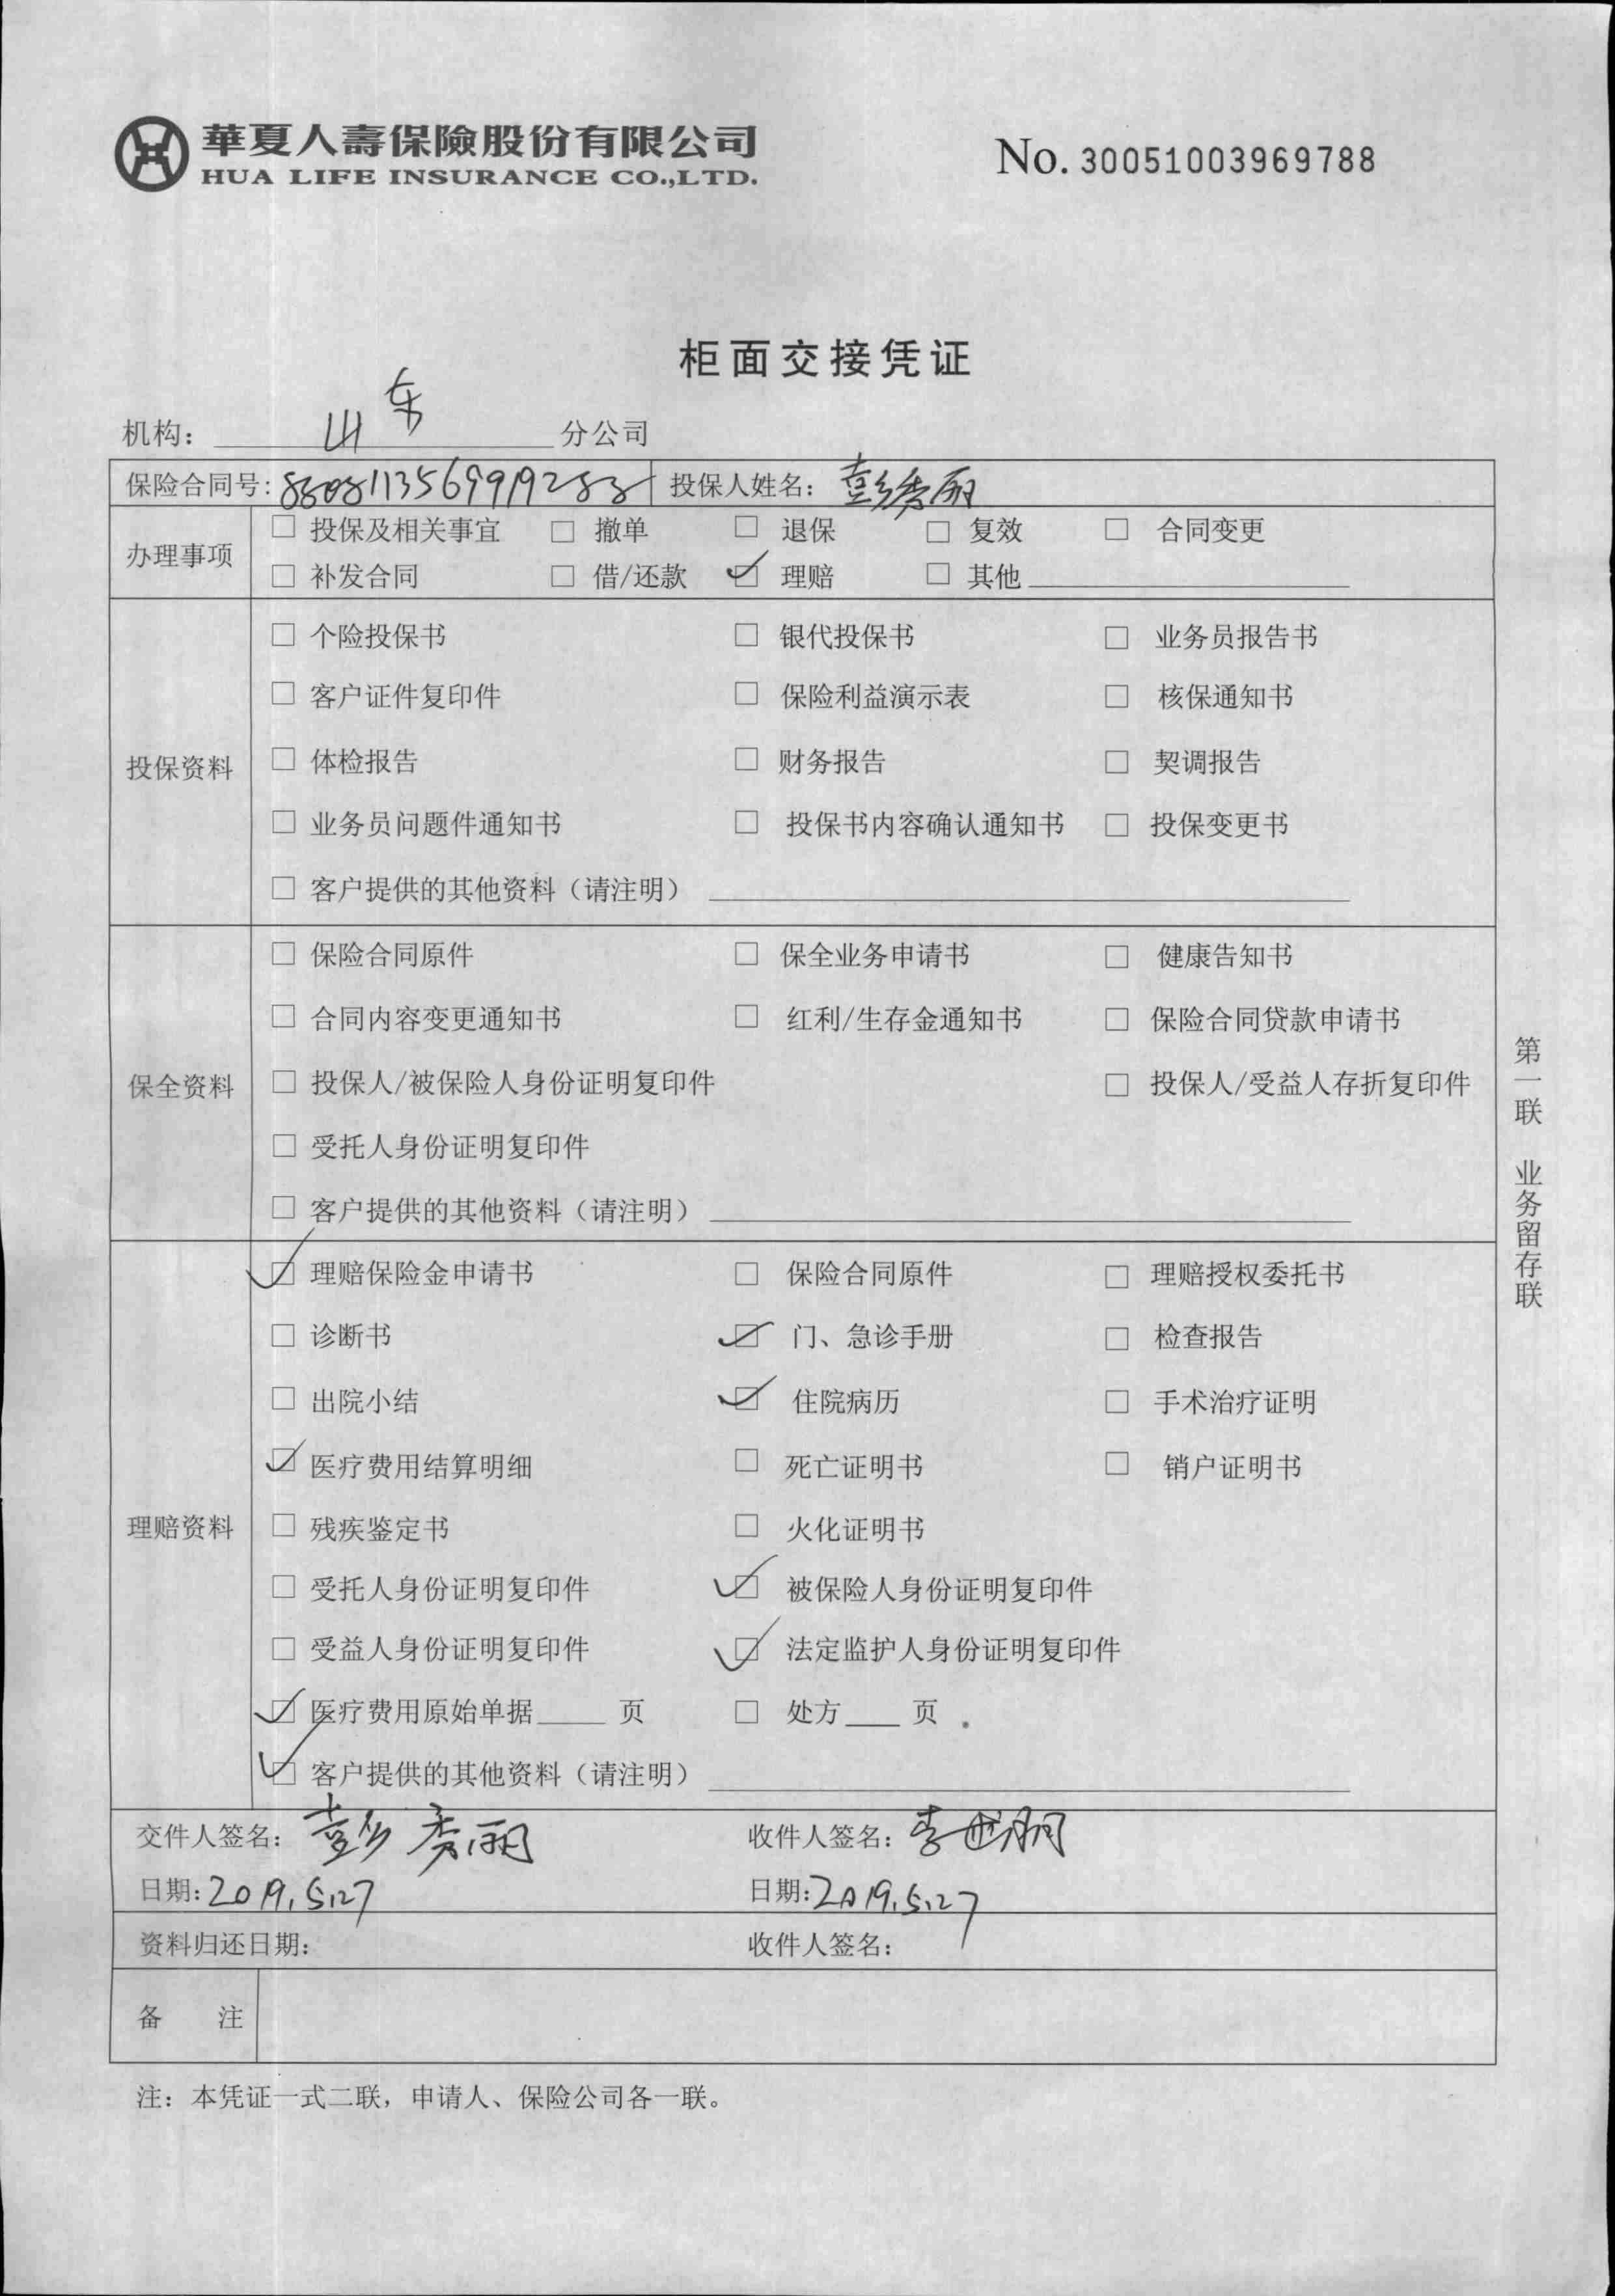 華夏人壽保險股份有限公司
HUA LIFE INSURANCE CO.,LTD.
No. 30051003969788
柜面交接凭证
机构： 山东 分公司
保险合同号： 投保人姓名：彭秀丽
办理事项
□ 投保及相关事宜 □ 撤单 □ 退保 □ 复效 □ 合同变更
□ 补发合同 □ 借/还款 ☑ 理赔 □ 其他
投保资料
□ 个险投保书 □ 银代投保书 □ 业务员报告书
□ 客户证件复印件 □ 保险利益演示表 □ 核保通知书
□ 体检报告 □ 财务报告 □ 契调报告
□ 业务员问题件通知书 □ 投保书内容确认通知书 □ 投保变更书
□ 客户提供的其他资料（请注明）
保全资料
□ 保险合同原件 □ 保全业务申请书 □ 健康告知书
□ 合同内容变更通知书 □ 红利/生存金通知书 □ 保险合同贷款申请书
□ 投保人/被保险人身份证明复印件 □ 投保人/受益人存折复印件
□ 受托人身份证明复印件
□ 客户提供的其他资料（请注明）
理赔资料
☑ 理赔保险金申请书 □ 保险合同原件 □ 理赔授权委托书
□ 诊断书 ☑ 门、急诊手册 □ 检查报告
□ 出院小结 ☑ 住院病历 □ 手术治疗证明
☑ 医疗费用结算明细 □ 死亡证明书 □ 销户证明书
□ 残疾鉴定书 □ 火化证明书
□ 受托人身份证明复印件 ☑ 被保险人身份证明复印件
□ 受益人身份证明复印件 ☑ 法定监护人身份证明复印件
☑ 医疗费用原始单据____页 □ 处方____页
☑ 客户提供的其他资料（请注明）
交件人签名：彭秀丽 收件人签名：李
日期：2019.5.27 日期：2019.5.27
资料归还日期： 收件人签名：
备 注
注：本凭证一式二联，申请人、保险公司各一联。
第一联 业务留存联